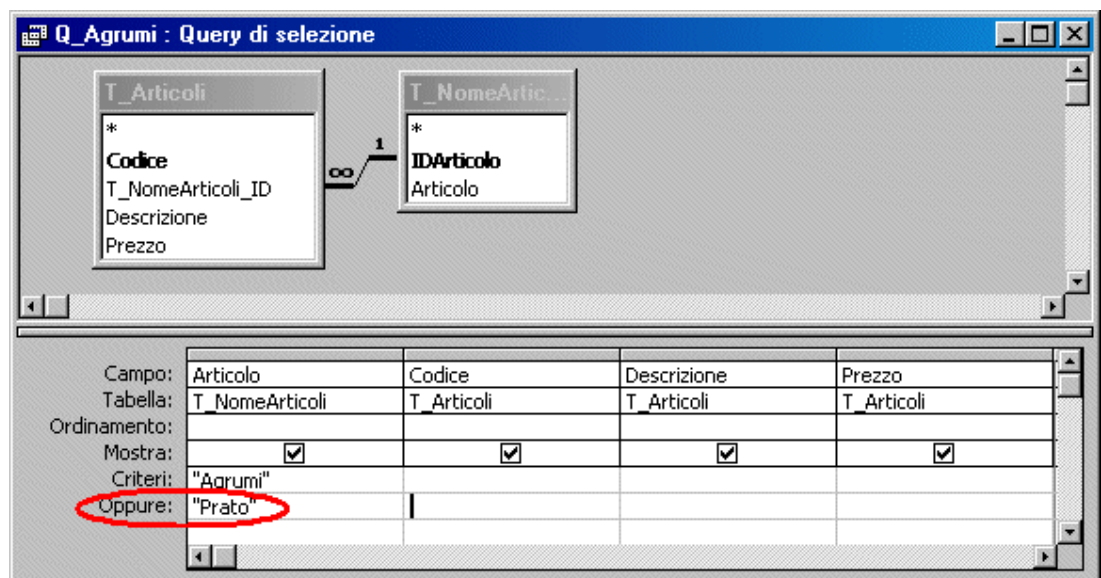 Q_Agrumi : Query di selezione
T_Articoli
*
Codice
T_NomeArticoli_ID
Descrizione
Prezzo
∞ 1
T_NomeArtic...
*
IDArticolo
Articolo
Campo: Articolo Codice Descrizione Prezzo
Tabella: T_NomeArticoli T_Articoli T_Articoli T_Articoli
Ordinamento:
Mostra:
Criteri: "Agrumi"
Oppure: "Prato"